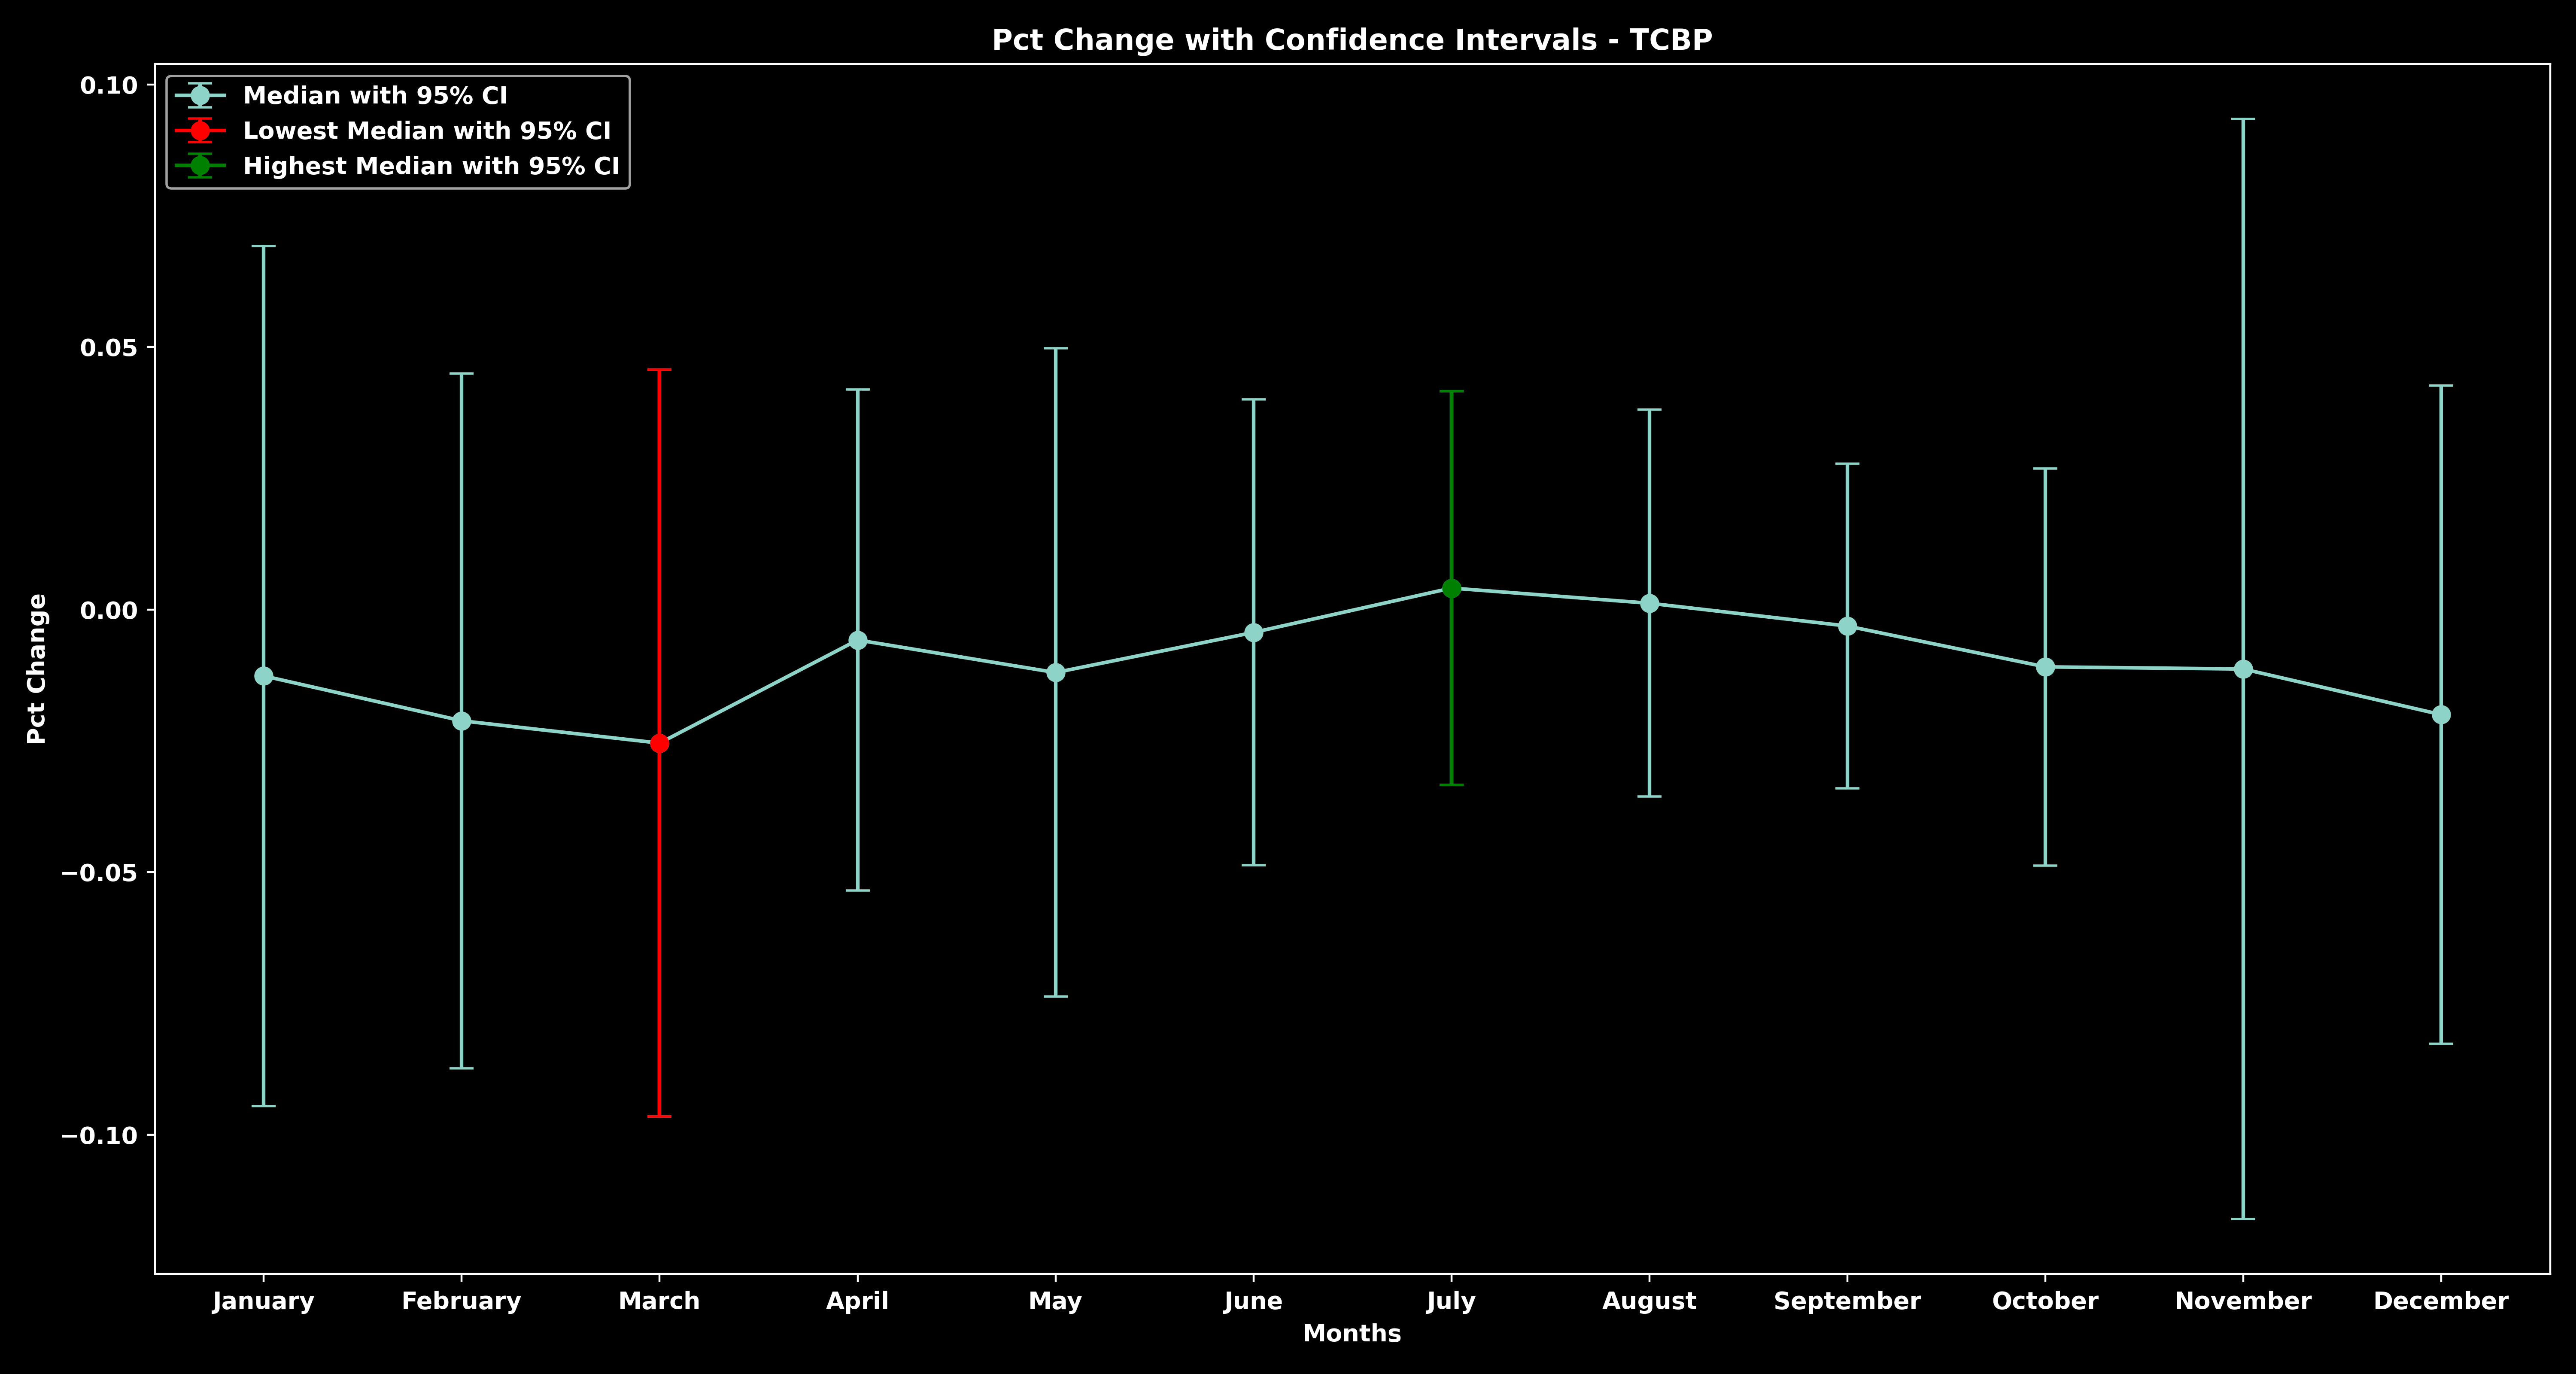 Pct Change with Confidence Intervals - TCBP
Median with 95% CI
Lowest Median with 95% CI
Highest Median with 95% CI
0.10
0.05
0.00
−0.05
−0.10
Pct Change
January February March April May June July August September October November December
Months